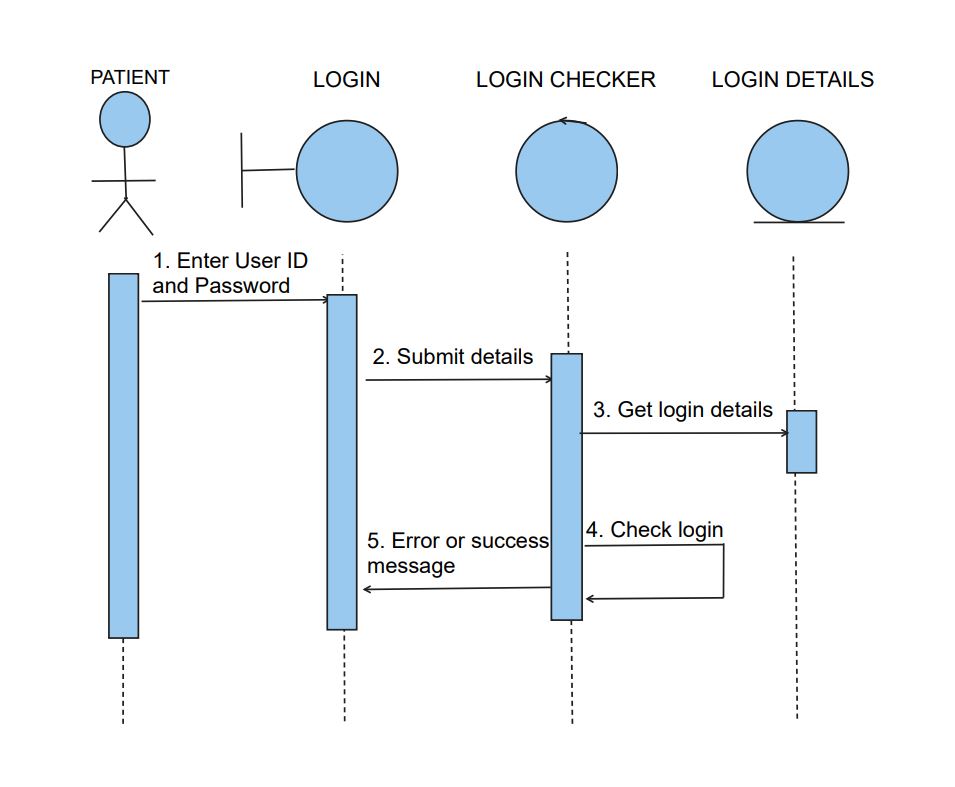 PATIENT
LOGIN
LOGIN CHECKER
LOGIN DETAILS
1. Enter User ID
and Password
2. Submit details
3. Get login details
4. Check login
5. Error or success
message